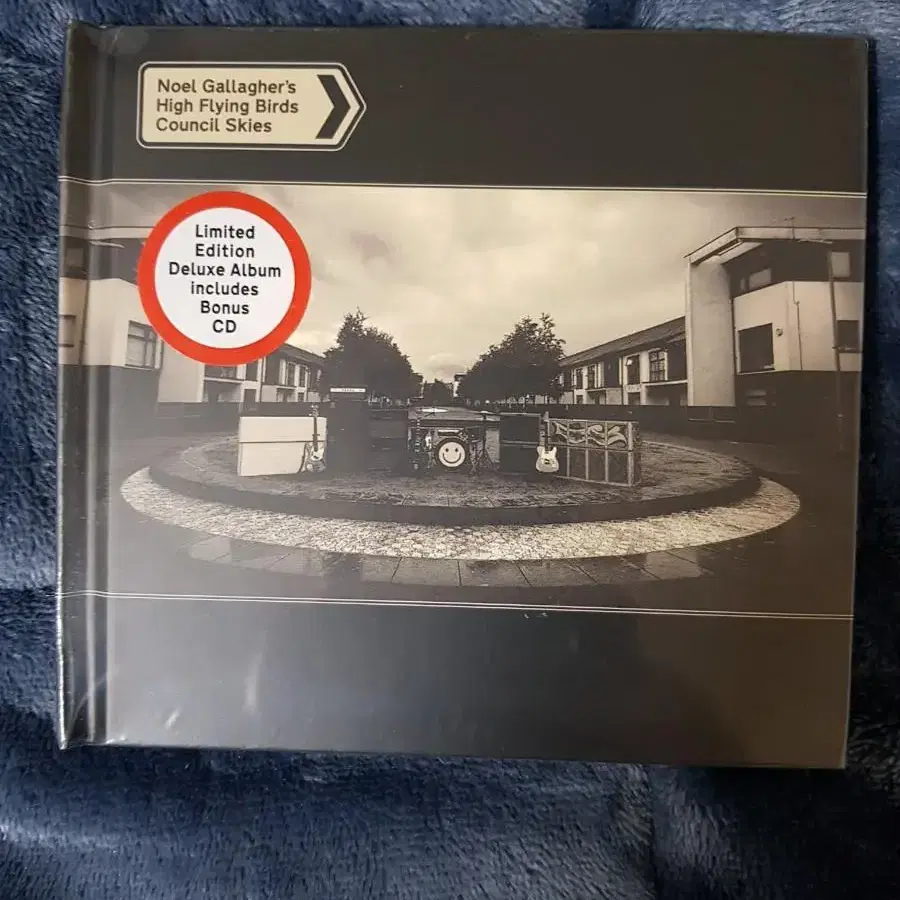 Noel Gallagher's
High Flying Birds
Council Skies
Limited
Edition
Deluxe Album
includes
Bonus
CD